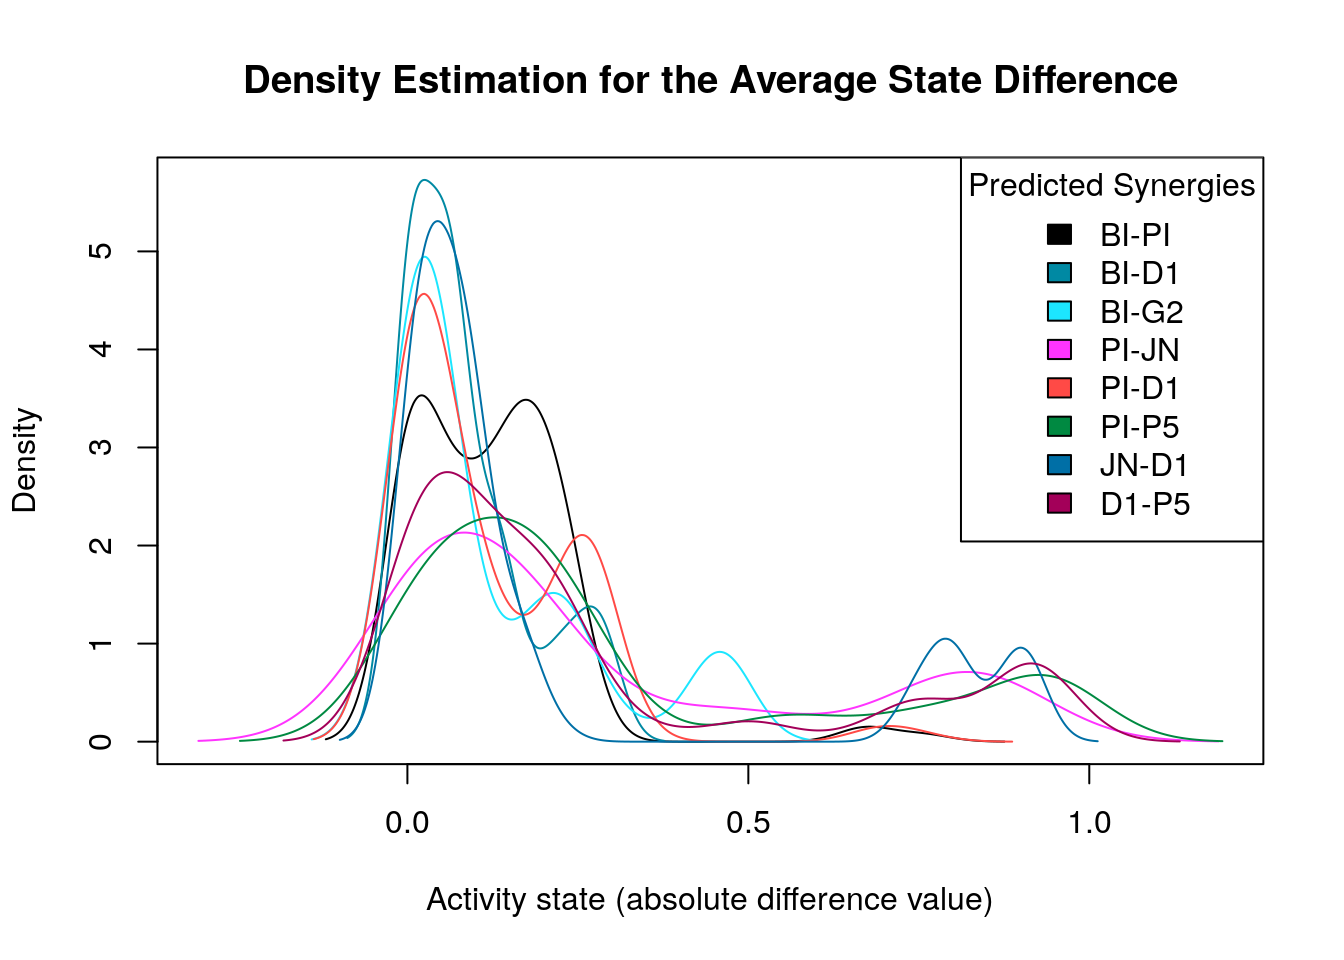 Density Estimation for the Average State Difference
Predicted Synergies
BI-PI
BI-D1
BI-G2
PI-JN
PI-D1
PI-P5
JN-D1
D1-P5
Density
5
4
3
2
1
0
0.0
0.5
1.0
Activity state (absolute difference value)